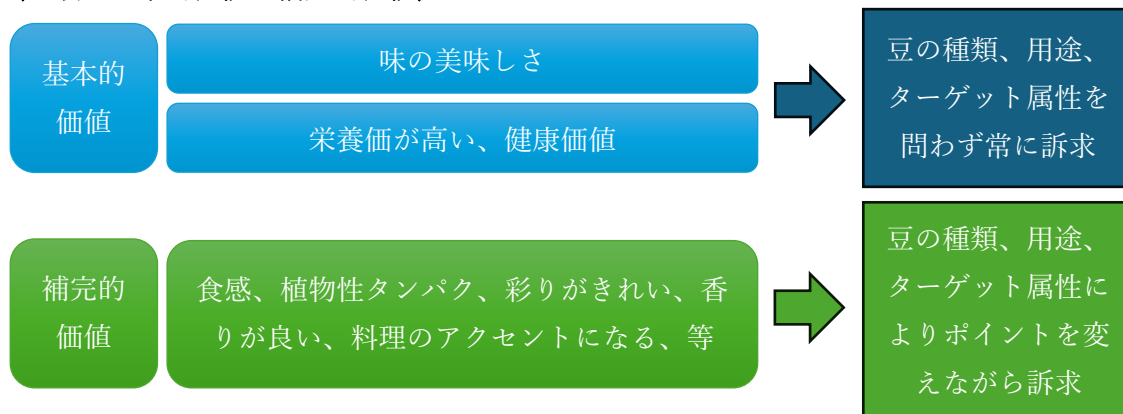 基本的
価値
味の美味しさ
栄養価が高い、健康価値
豆の種類、用途、
ターゲット属性を
問わず常に訴求
補完的
価値
食感、植物性タンパク、彩りがきれい、香
りが良い、料理のアクセントになる、等
豆の種類、用途、
ターゲット属性に
よりポイントを変
えながら訴求